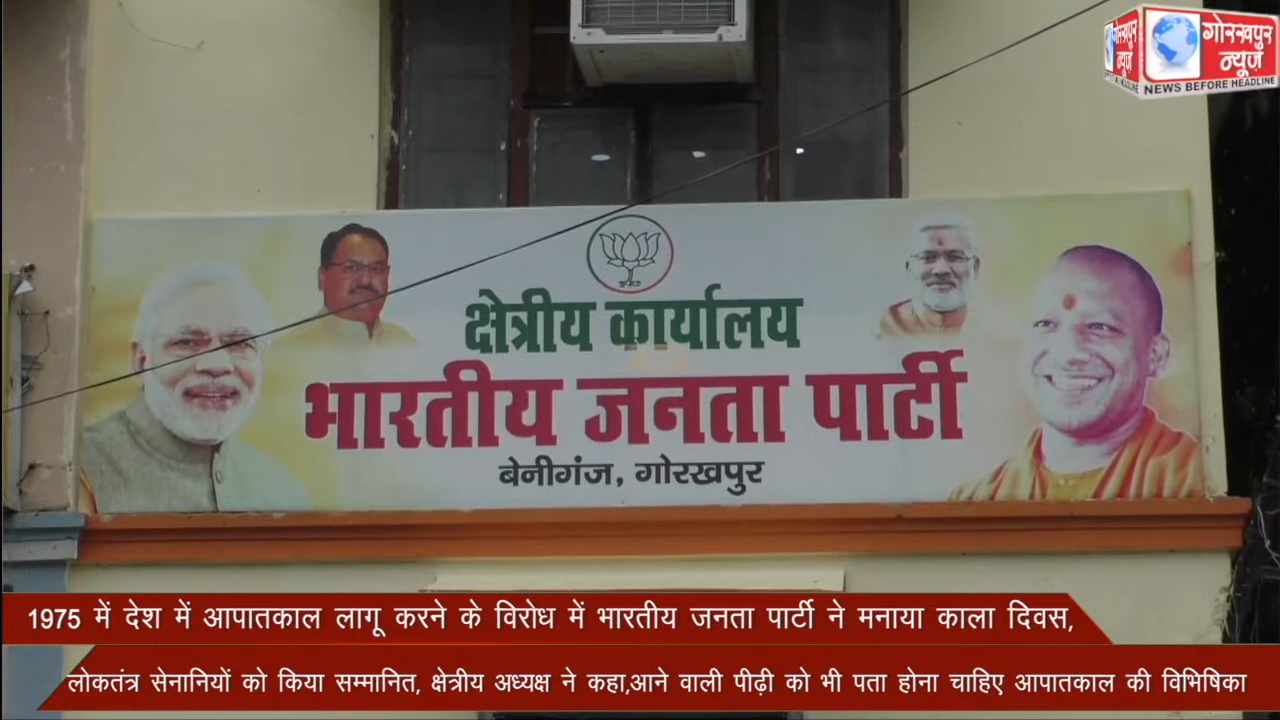 गोरखपुर
न्यूज़
NEWS BEFORE HEADLINE
क्षेत्रीय कार्यालय
भारतीय जनता पार्टी
बेनीगंज, गोरखपुर
1975 में देश में आपातकाल लागू करने के विरोध में भारतीय जनता पार्टी ने मनाया काला दिवस,
लोकतंत्र सेनानियों को किया सम्मानित, क्षेत्रीय अध्यक्ष ने कहा,आने वाली पीढ़ी को भी पता होना चाहिए आपातकाल की विभिषिका